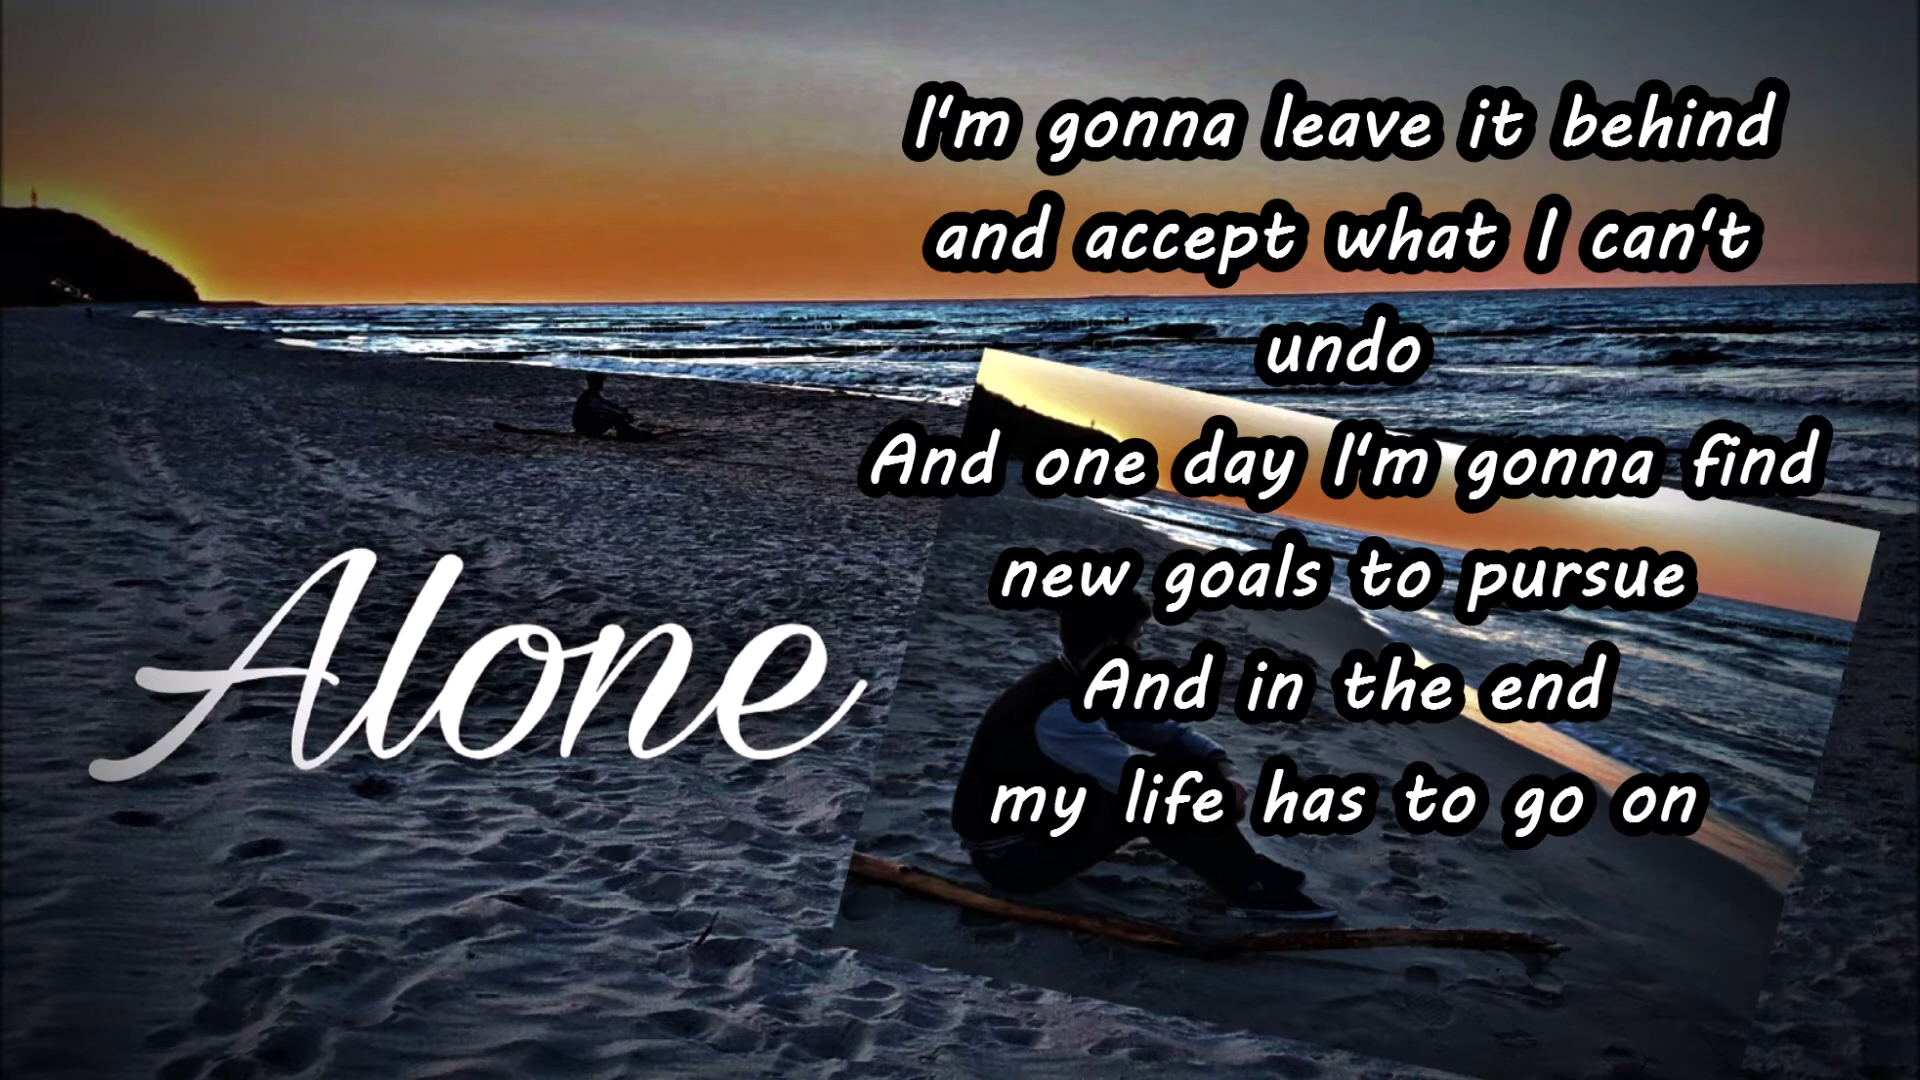 I'm gonna leave it behind
and accept what I can't
undo
And one day I'm gonna find
new goals to pursue
And in the end
my life has to go on
Alone